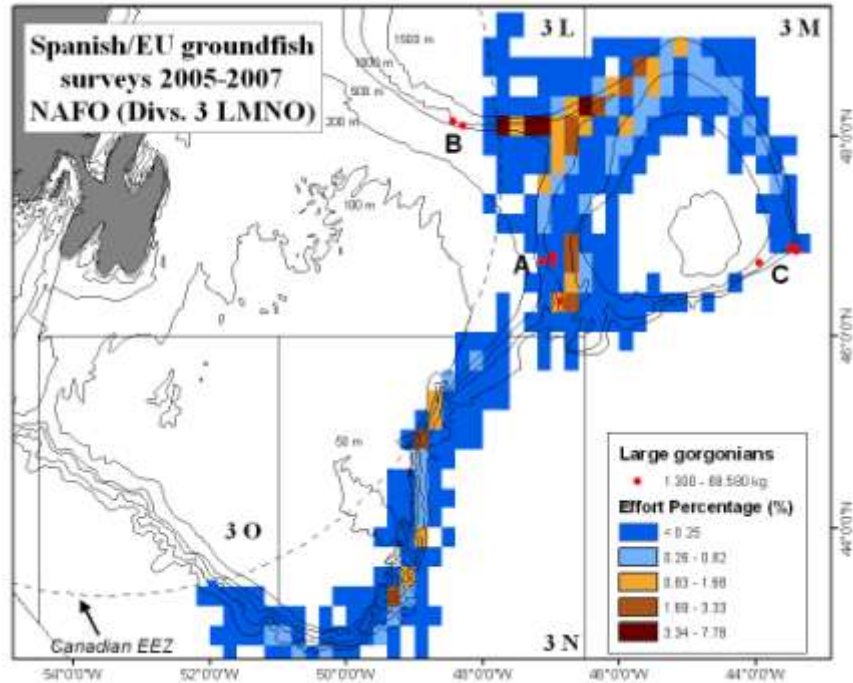 Spanish/EU groundfish
surveys 2005-2007
NAFO (Divs. 3 LMNO)
1500 m
1000 m
500 m
200 m
100 m
50 m
3 L
3 M
B
A
C
3 O
3 N
Canadian EEZ
48°0'0"N
46°0'0"N
44°0'0"N
54°0'0"W
52°0'0"W
50°0'0"W
48°0'0"W
46°0'0"W
44°0'0"W
Large gorgonians
1.300 - 68.580 kg
Effort Percentage (%)
0.26 - 0.82
0.83 - 1.68
1.69 - 3.33
3.34 - 7.78